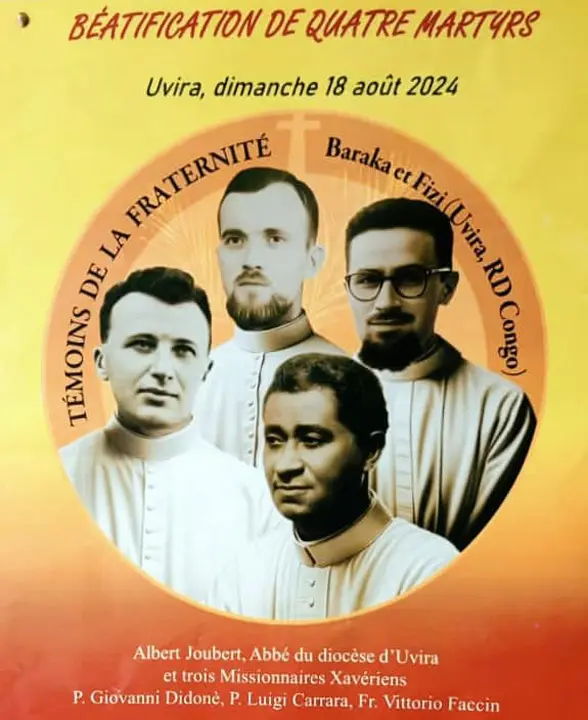 BÉATIFICATION DE QUATRE MARTYRS
Uvira, dimanche 18 août 2024
TÉMOINS DE LA FRATERNITÉ
Baraka et Fizi (Uvira, RD Congo)
Albert Joubert, Abbé du diocèse d'Uvira
et trois Missionnaires Xavériens
P. Giovanni Didonè, P. Luigi Carrara, Fr. Vittorio Faccin